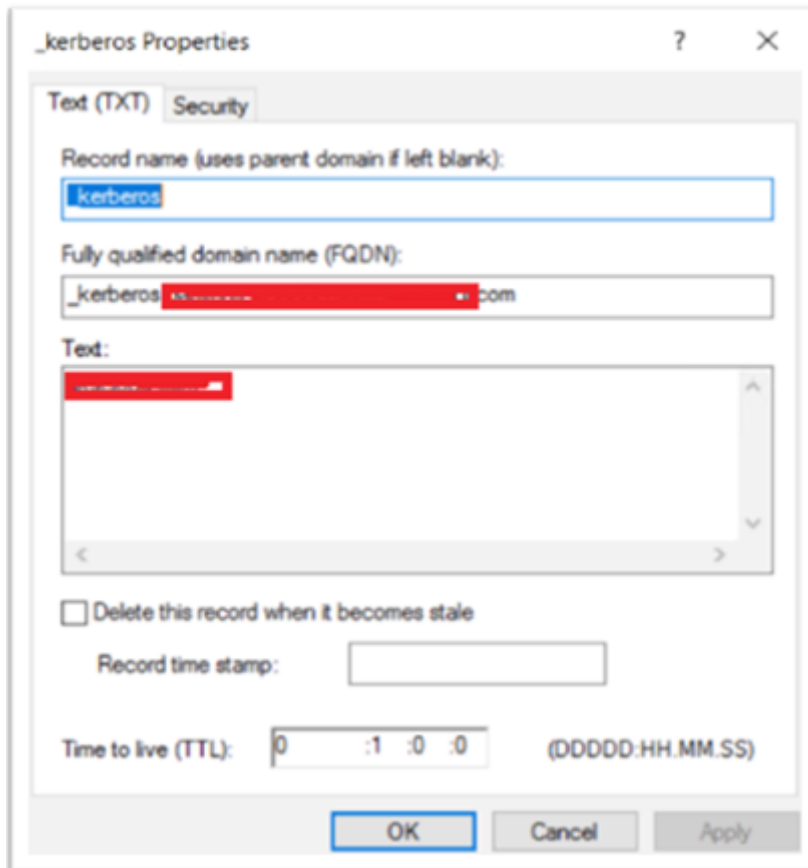 _kerberos Properties
Text (TXT) Security
Record name (uses parent domain if left blank):
_kerberos
Fully qualified domain name (FQDN):
_kerberos. com
Text:
Delete this record when it becomes stale
Record time stamp:
Time to live (TTL): 0 :1 :0 :0 (DDDDD:HH.MM.SS)
OK Cancel Apply